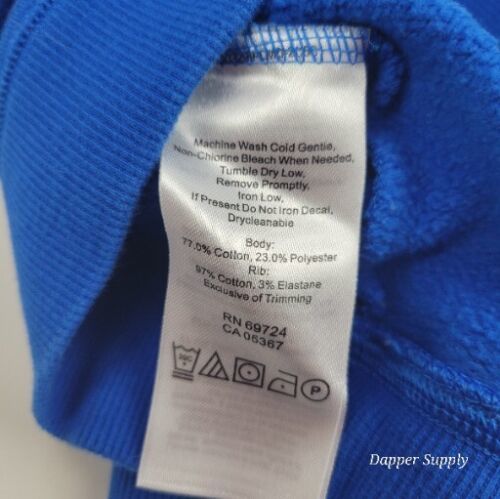 Machine Wash Cold Gentle,
Non-Chlorine Bleach When Needed,
Tumble Dry Low,
Remove Promptly,
Iron Low,
If Present Do Not Iron Decal,
Drycleanable
Body:
77.0% Cotton, 23.0% Polyester
Rib:
97% Cotton, 3% Elastane
Exclusive of Trimming
RN 69724
CA 05367
P
Dapper Supply